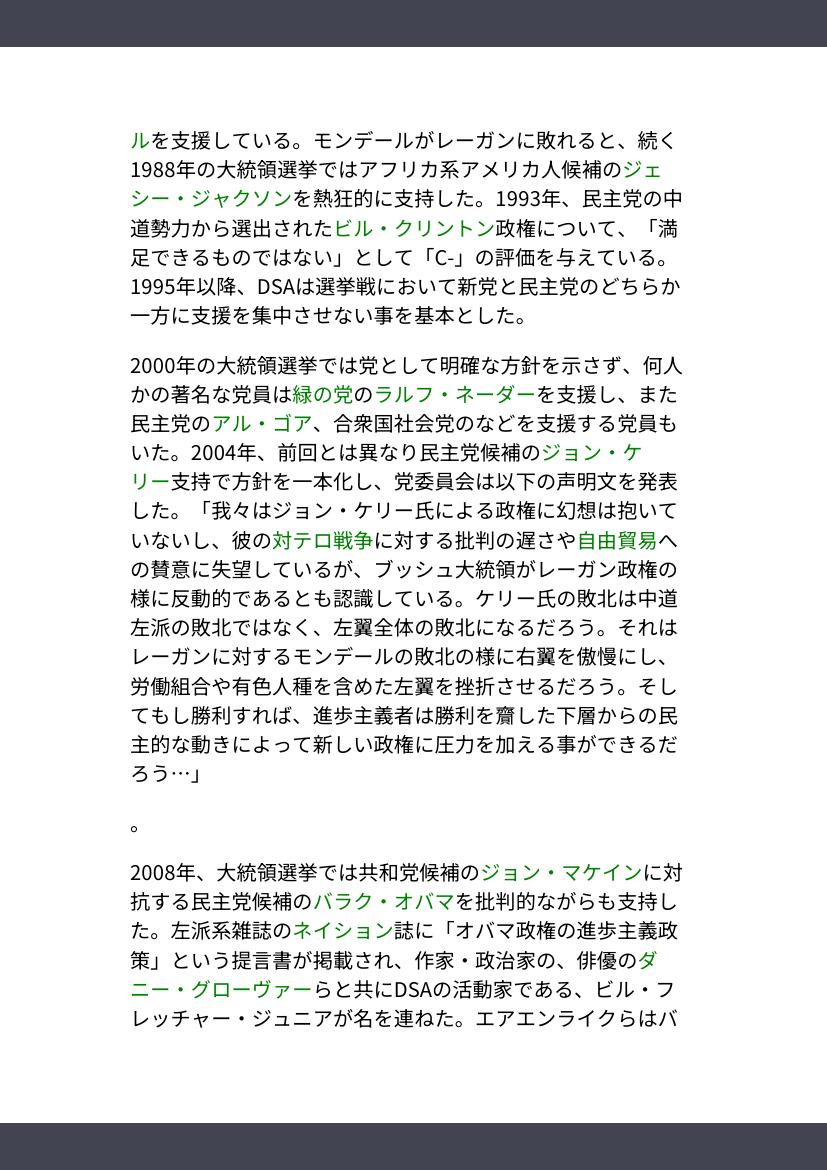 ルを支援している。モンデールがレーガンに敗れると、続く
1988年の大統領選挙ではアフリカ系アメリカ人候補のジェ
シー・ジャクソンを熱狂的に支持した。1993年、民主党の中
道勢力から選出されたビル・クリントン政権について、「満
足できるものではない」として「C-」の評価を与えている。
1995年以降、DSAは選挙戦において新党と民主党のどちらか
一方に支援を集中させない事を基本とした。
2000年の大統領選挙では党として明確な方針を示さず、何人
かの著名な党員は緑の党のラルフ・ネーダーを支援し、また
民主党のアル・ゴア、合衆国社会党のなどを支援する党員も
いた。2004年、前回とは異なり民主党候補のジョン・ケ
リー支持で方針を一本化し、党委員会は以下の声明文を発表
した。「我々はジョン・ケリー氏による政権に幻想は抱いて
いないし、彼の対テロ戦争に対する批判の遅さや自由貿易へ
の賛意に失望しているが、ブッシュ大統領がレーガン政権の
様に反動的であるとも認識している。ケリー氏の敗北は中道
左派の敗北ではなく、左翼全体の敗北になるだろう。それは
レーガンに対するモンデールの敗北の様に右翼を傲慢にし、
労働組合や有色人種を含めた左翼を挫折させるだろう。そし
てもし勝利すれば、進歩主義者は勝利を齎した下層からの民
主的な動きによって新しい政権に圧力を加える事ができるだ
ろう…」
。
2008年、大統領選挙では共和党候補のジョン・マケインに対
抗する民主党候補のバラク・オバマを批判的ながらも支持し
た。左派系雑誌のネイション誌に「オバマ政権の進歩主義政
策」という提言書が掲載され、作家・政治家の、俳優のダ
ニー・グローヴァーらと共にDSAの活動家である、ビル・フ
レッチャー・ジュニアが名を連ねた。エアエンライクらはバ